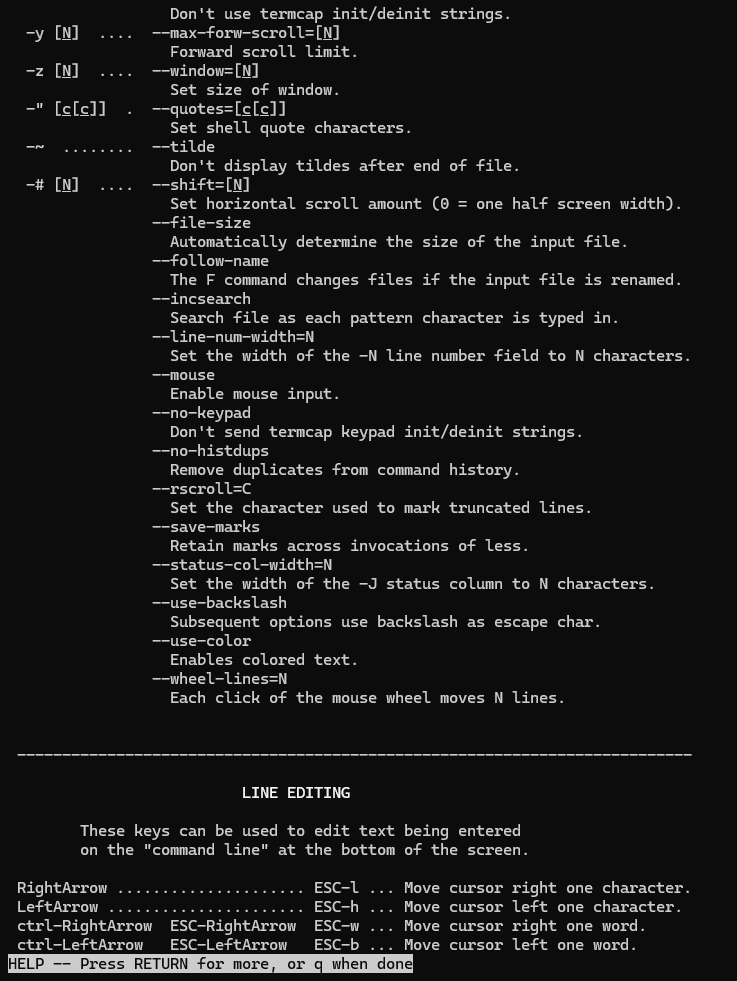 Don't use termcap init/deinit strings.
  -y [N]  ....  --max-forw-scroll=[N]
                  Forward scroll limit.
  -z [N]  ....  --window=[N]
                  Set size of window.
  -" [c[c]]  .  --quotes=[c[c]]
                  Set shell quote characters.
  -~  ........  --tilde
                  Don't display tildes after end of file.
  -# [N]  ....  --shift=[N]
                  Set horizontal scroll amount (0 = one half screen width).
                --file-size
                  Automatically determine the size of the input file.
                --follow-name
                  The F command changes files if the input file is renamed.
                --incsearch
                  Search file as each pattern character is typed in.
                --line-num-width=N
                  Set the width of the -N line number field to N characters.
                --mouse
                  Enable mouse input.
                --no-keypad
                  Don't send termcap keypad init/deinit strings.
                --no-histdups
                  Remove duplicates from command history.
                --rscroll=C
                  Set the character used to mark truncated lines.
                --save-marks
                  Retain marks across invocations of less.
                --status-col-width=N
                  Set the width of the -J status column to N characters.
                --use-backslash
                  Subsequent options use backslash as escape char.
                --use-color
                  Enables colored text.
                --wheel-lines=N
                  Each click of the mouse wheel moves N lines.
 ---------------------------------------------------------------------------
                          LINE EDITING
        These keys can be used to edit text being entered
        on the "command line" at the bottom of the screen.
 RightArrow ..................... ESC-l ... Move cursor right one character.
 LeftArrow ...................... ESC-h ... Move cursor left one character.
 ctrl-RightArrow  ESC-RightArrow  ESC-w ... Move cursor right one word.
 ctrl-LeftArrow   ESC-LeftArrow   ESC-b ... Move cursor left one word.
HELP -- Press RETURN for more, or q when done